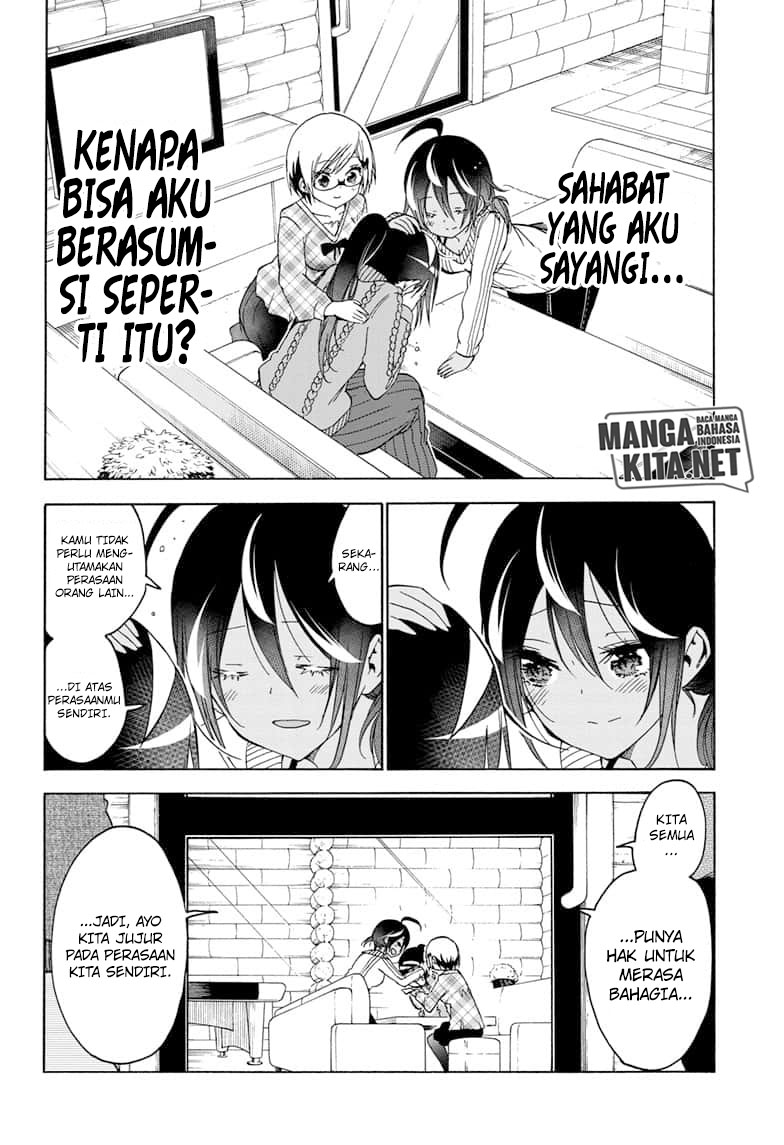 SAHABAT
YANG AKU
SAYANGI...
KENAPA
BISA AKU
BERASUM-
SI SEPER-
TI ITU?
MANGA
KITA.NET
BACA MANGA
BAHASA
INDONESIA
SEKA-
RANG...
KAMU TIDAK
PERLU MENG-
UTAMAKAN
PERASAAN
ORANG LAIN...
...DI ATAS
PERASAANMU
SENDIRI.
KITA
SEMUA
...
...PUNYA
HAK UNTUK
MERASA
BAHAGIA...
...JADI, AYO
KITA JUJUR
PADA PERASAAN
KITA SENDIRI.